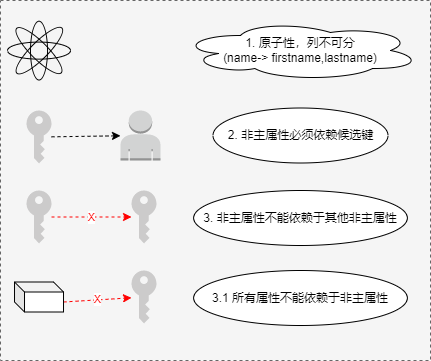 1. 原子性，列不可分
(name-> firstname,lastname)
2. 非主属性必须依赖候选键
X
3. 非主属性不能依赖于其他非主属性
X
3.1 所有属性不能依赖于非主属性